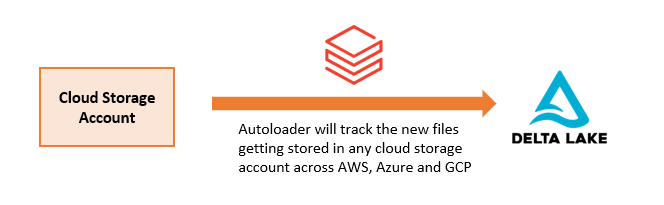 Cloud Storage
Account
Autoloader will track the new files
getting stored in any cloud storage
account across AWS, Azure and GCP
DELTA LAKE